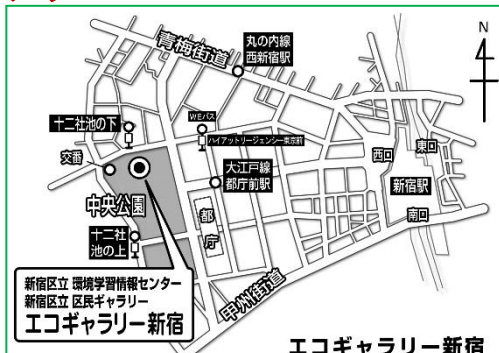 青梅街道
丸の内線
西新宿駅
N
十二社池の下
WEバス
ハイアットリージェンシー東京前
交番
大江戸線
都庁前駅
西口
東口
新宿駅
南口
中央公園
都
庁
十二社
池の上
甲州街道
新宿区立 環境学習情報センター
新宿区立 区民ギャラリー
エコギャラリー新宿
エコギャラリー新宿